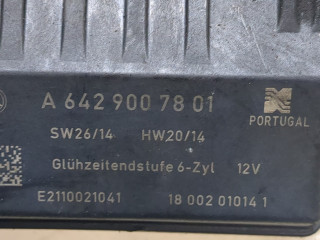 A 642 900 78 01
PORTUGAL
SW26/14 HW20/14
Glühzeitendstufe 6-Zyl 12V
E2110021041 18 002 01014 1